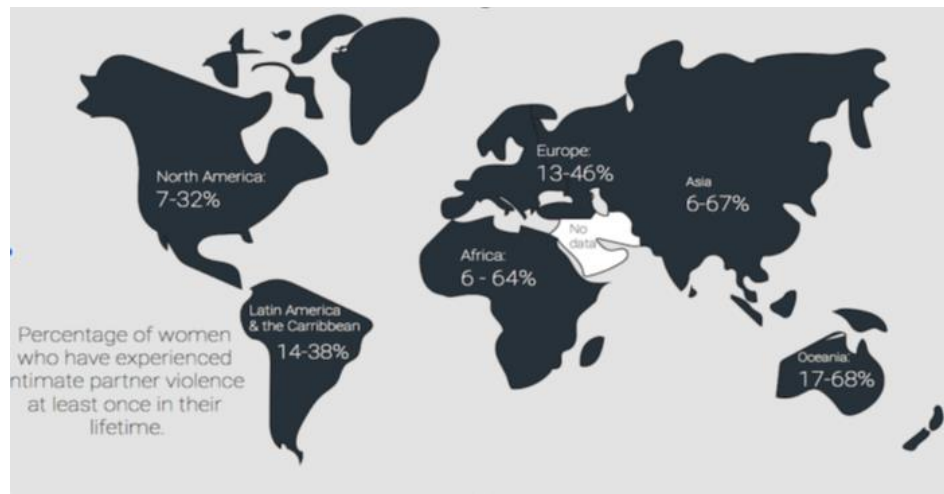 North America:
7-32%
Europe:
13-46%
Asia
6-67%
No
data
Africa:
6 - 64%
Latin America
& the Carribbean
14-38%
Oceania:
17-68%
Percentage of women
who have experienced
ntimate partner violence
at least once in their
lifetime.